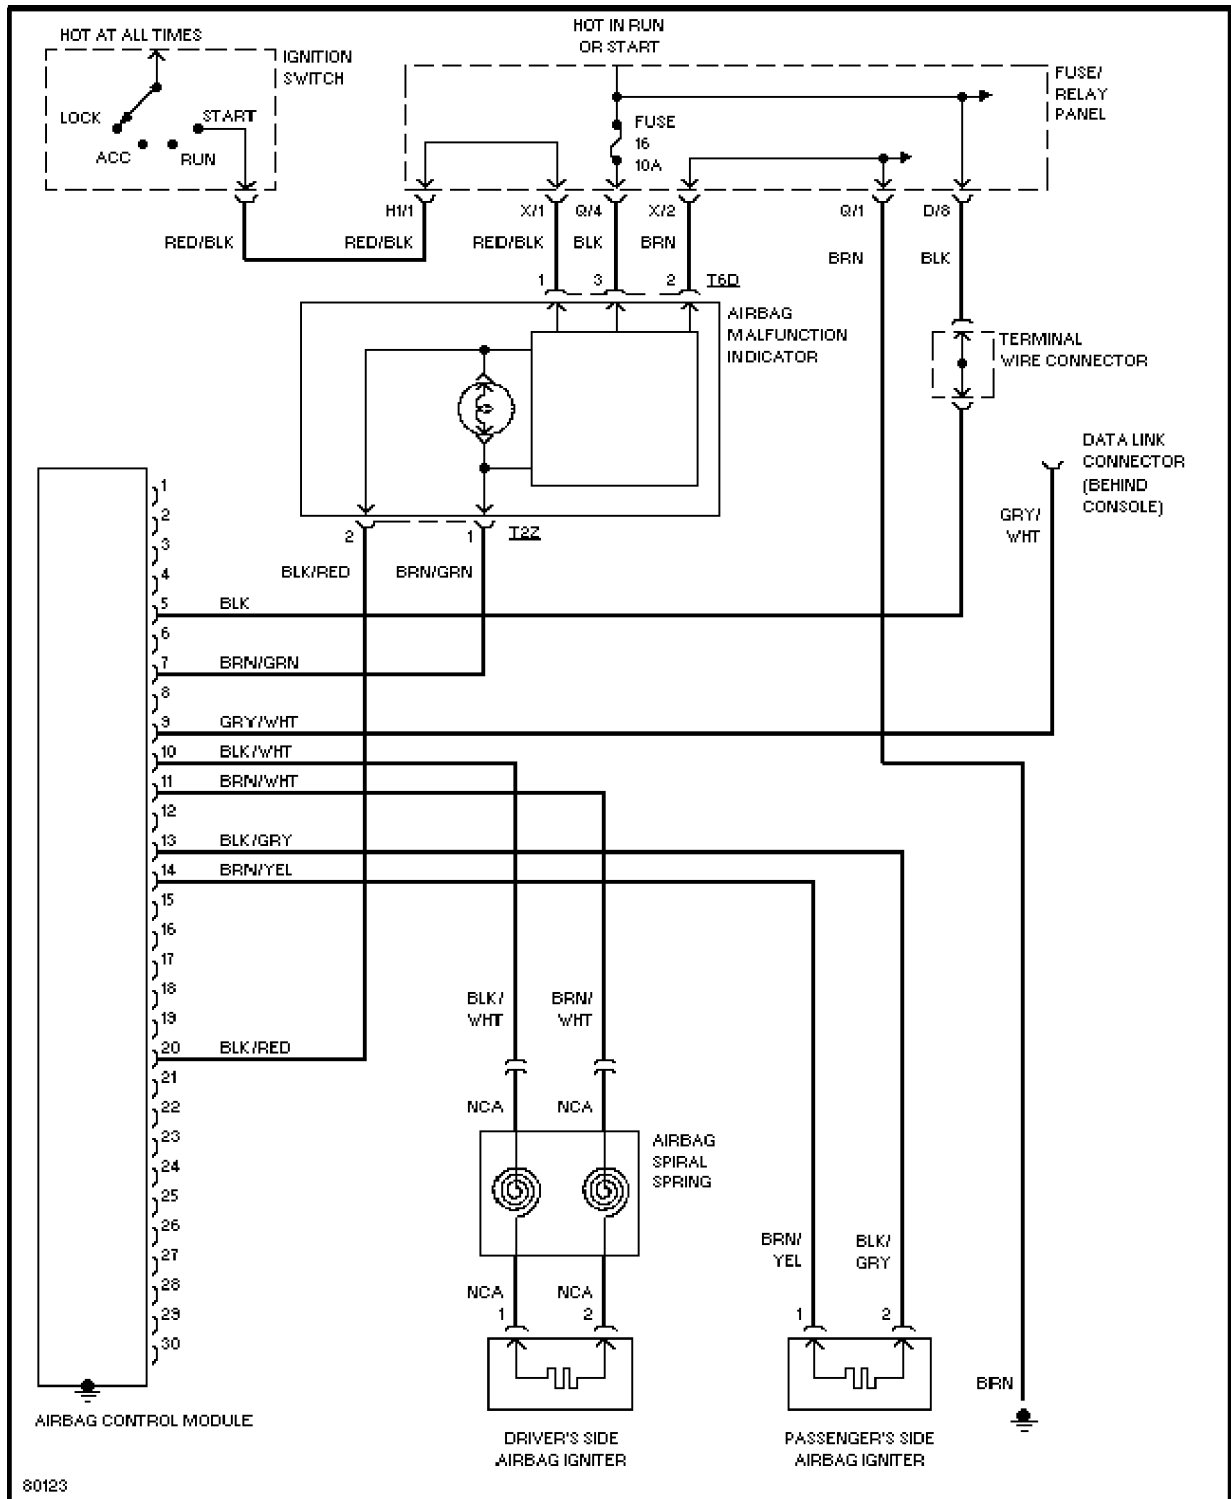 HOT AT ALL TIMES
IGNITION
SWITCH
LOCK
START
ACC
RUN
HOT IN RUN
OR START
FUSE/
RELAY
PANEL
FUSE
16
10A
H1/1
X/1
Q/4
X/2
Q/1
D/8
RED/BLK
RED/BLK
RED/BLK
BLK
BRN
BRN
BLK
1
3
2
T6D
AIRBAG
MALFUNCTION
INDICATOR
TERMINAL
WIRE CONNECTOR
DATA LINK
CONNECTOR
(BEHIND
CONSOLE)
GRY/
WHT
2
1
T2Z
BLK/RED
BRN/GRN
1
2
3
4
5 BLK
6
7 BRN/GRN
8
9 GRY/WHT
10 BLK/WHT
11 BRN/WHT
12
13 BLK/GRY
14 BRN/YEL
15
16
17
18
19
20 BLK/RED
21
22
23
24
25
26
27
28
29
30
BLK/
WHT
BRN/
WHT
NCA
NCA
AIRBAG
SPIRAL
SPRING
NCA
NCA
1
2
BRN/
YEL
BLK/
GRY
1
2
BRN
AIRBAG CONTROL MODULE
DRIVER'S SIDE
AIRBAG IGNITER
PASSENGER'S SIDE
AIRBAG IGNITER
80123